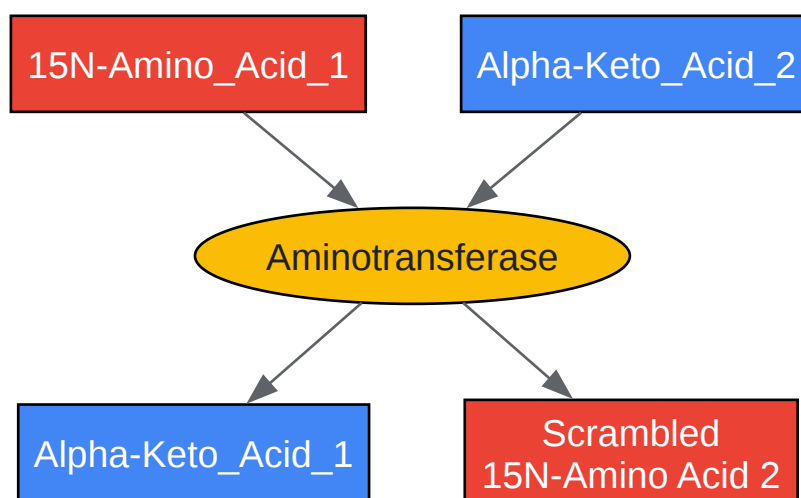 15N-Amino_Acid_1
Alpha-Keto_Acid_2
Aminotransferase
Alpha-Keto_Acid_1
Scrambled
15N-Amino Acid 2